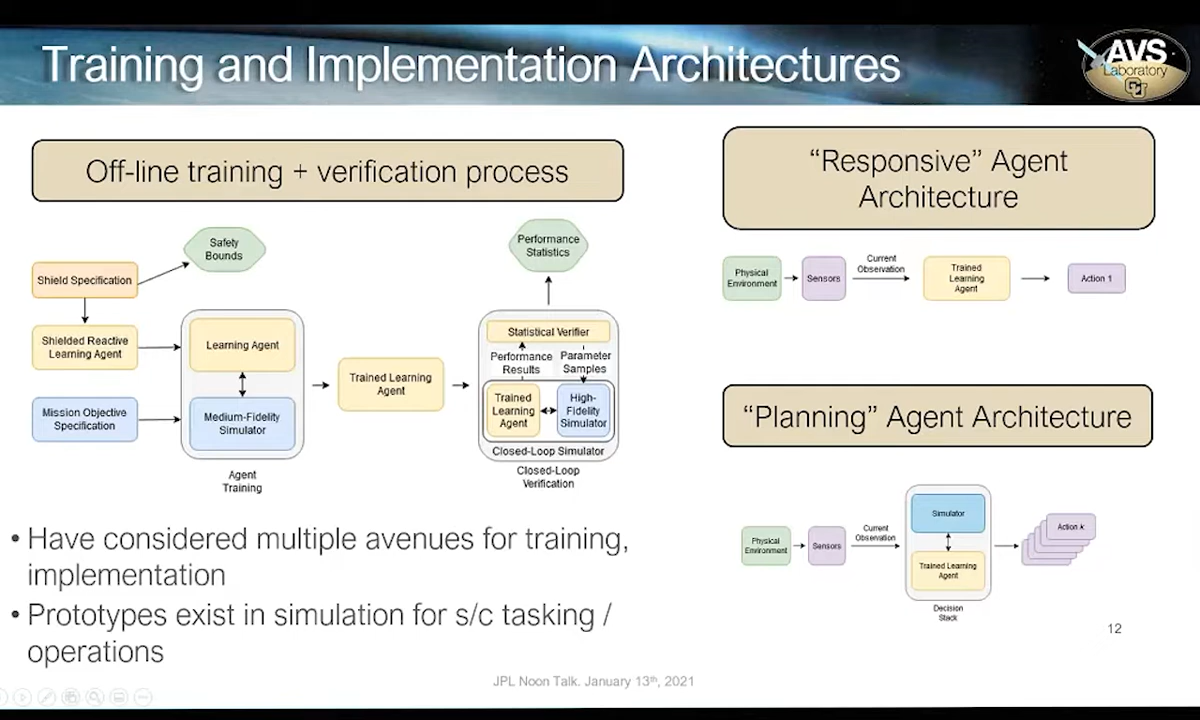 Training and Implementation Architectures
AVS
Laboratory
CU
Off-line training + verification process
Safety
Bounds
Shield Specification
Shielded Reactive
Learning Agent
Mission Objective
Specification
Learning Agent
Medium-Fidelity
Simulator
Agent
Training
Trained Learning
Agent
Performance
Statistics
Statistical Verifier
Performance
Results
Parameter
Samples
Trained
Learning
Agent
High-
Fidelity
Simulator
Closed-Loop Simulator
Closed-Loop
Verification
• Have considered multiple avenues for training,
implementation
• Prototypes exist in simulation for s/c tasking /
operations
“Responsive” Agent
Architecture
Physical
Environment
Sensors
Current
Observation
Trained
Learning
Agent
Action 1
“Planning” Agent Architecture
Physical
Environment
Sensors
Current
Observation
Simulator
Trained Learning
Agent
Decision
Stack
Action k
12
JPL Noon Talk. January 13th, 2021